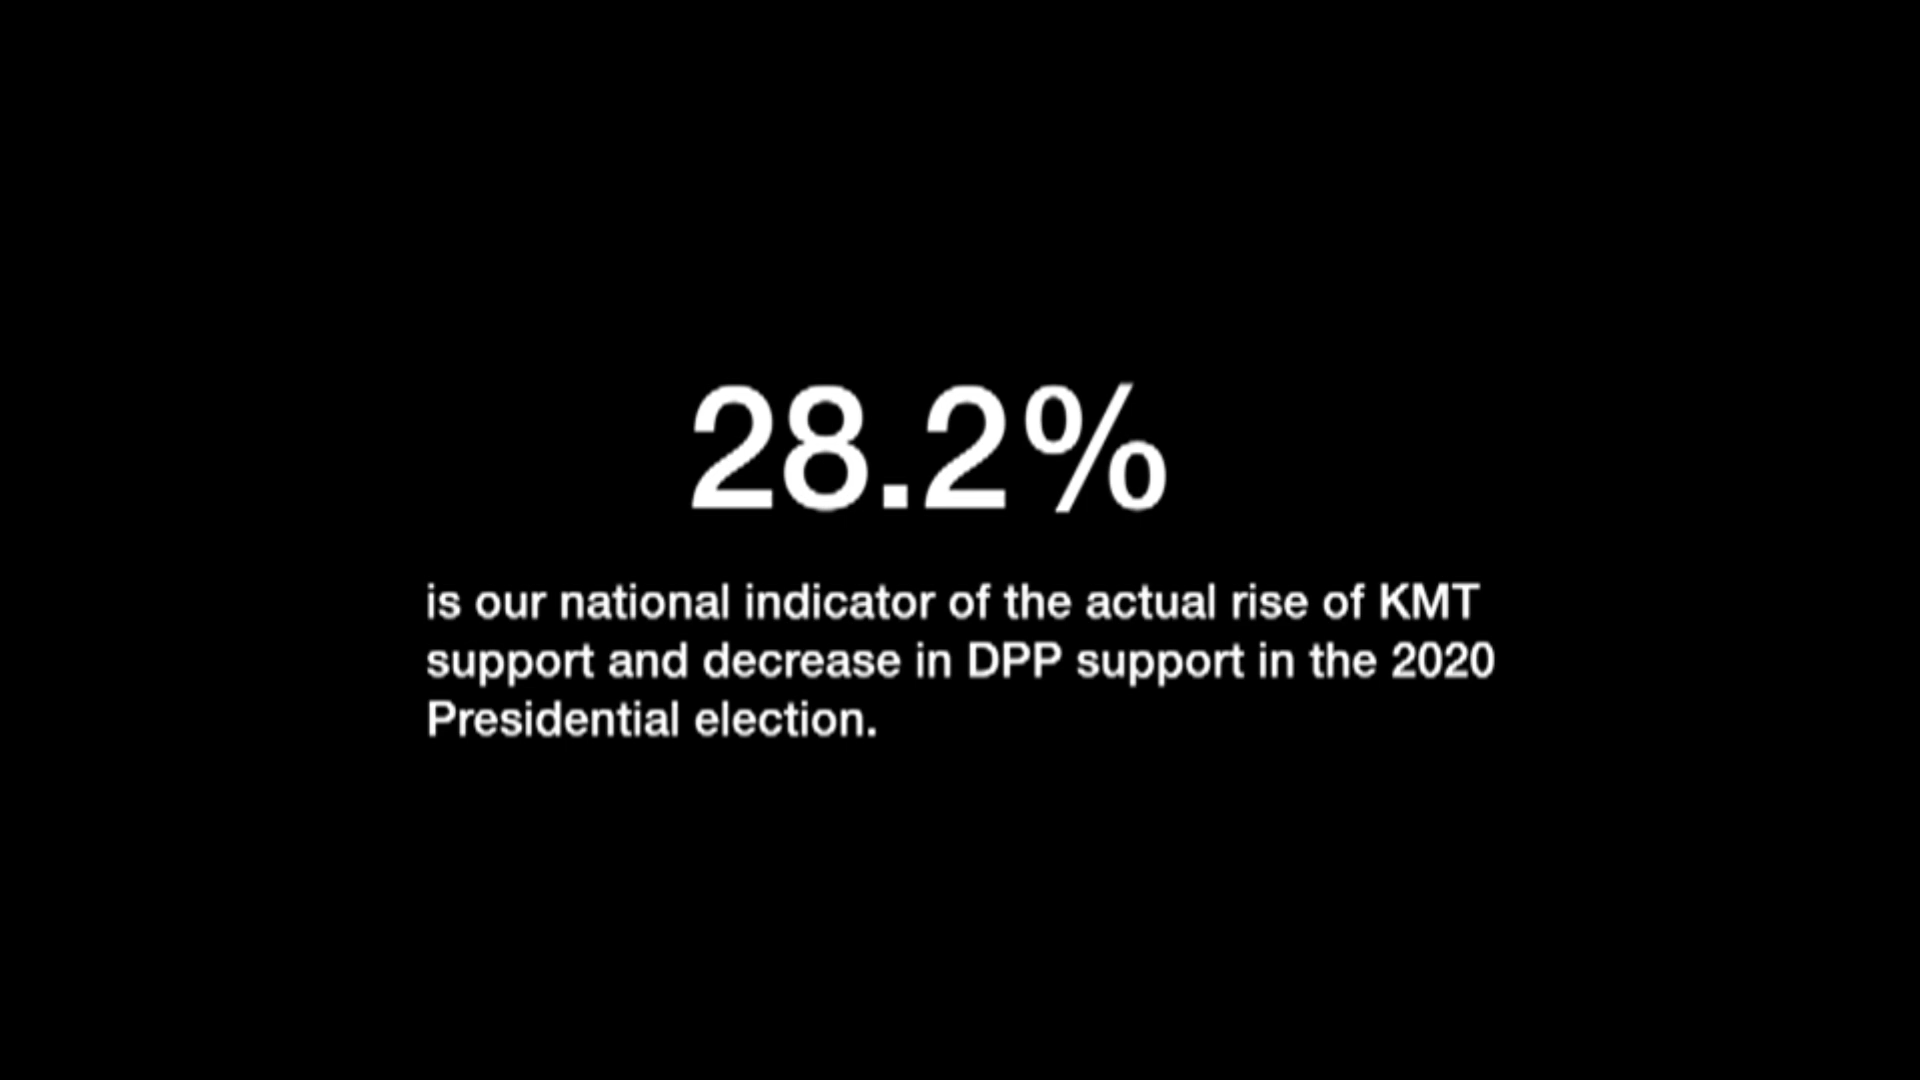 28.2%
is our national indicator of the actual rise of KMT
support and decrease in DPP support in the 2020
Presidential election.